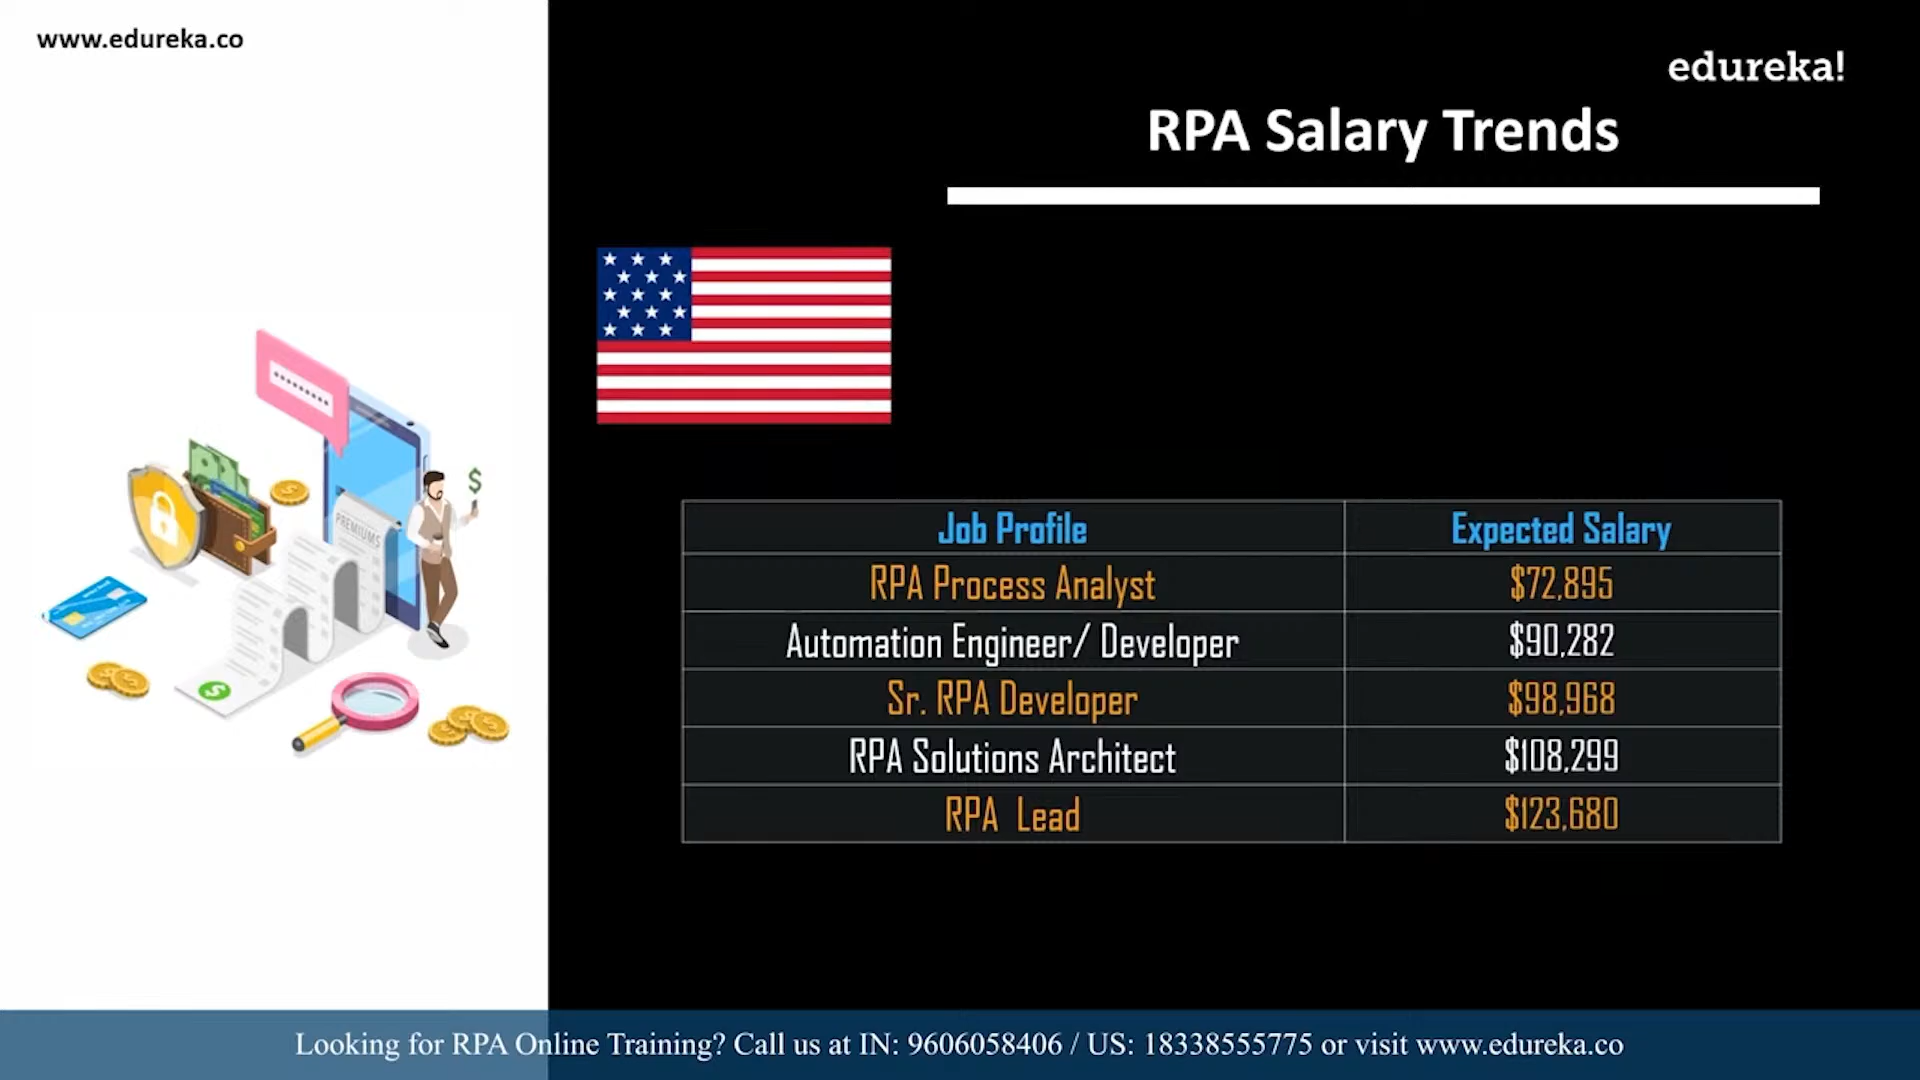 www.edureka.co
edureka!
RPA Salary Trends
Job Profile Expected Salary
RPA Process Analyst $72,895
Automation Engineer/ Developer $90,282
Sr. RPA Developer $98,968
RPA Solutions Architect $108,299
RPA Lead $123,680
PREMIUMS
Looking for RPA Online Training? Call us at IN: 9606058406 / US: 18338555775 or visit www.edureka.co